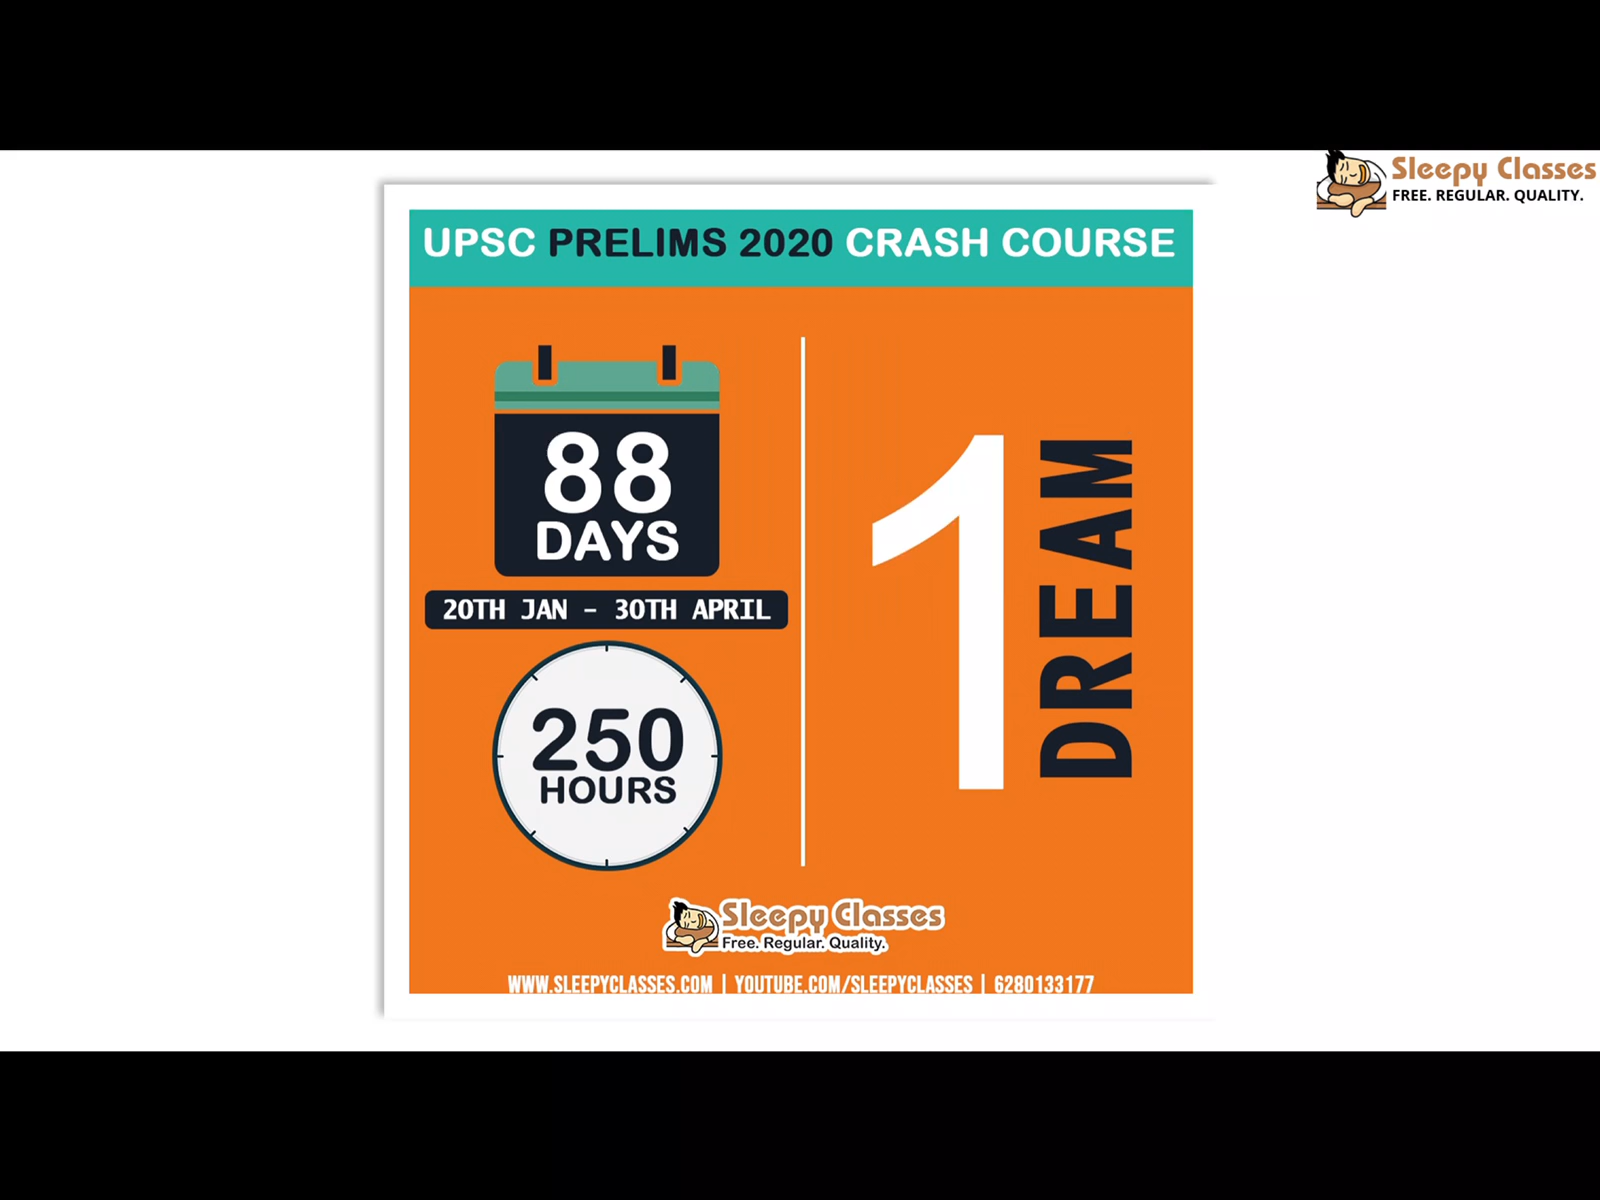 Sleepy Classes
FREE. REGULAR. QUALITY.
UPSC PRELIMS 2020 CRASH COURSE
88
DAYS
20TH JAN - 30TH APRIL
250
HOURS
1
DREAM
Sleepy Classes
Free. Regular. Quality.
WWW.SLEEPYCLASSES.COM | YOUTUBE.COM/SLEEPYCLASSES | 6280133177